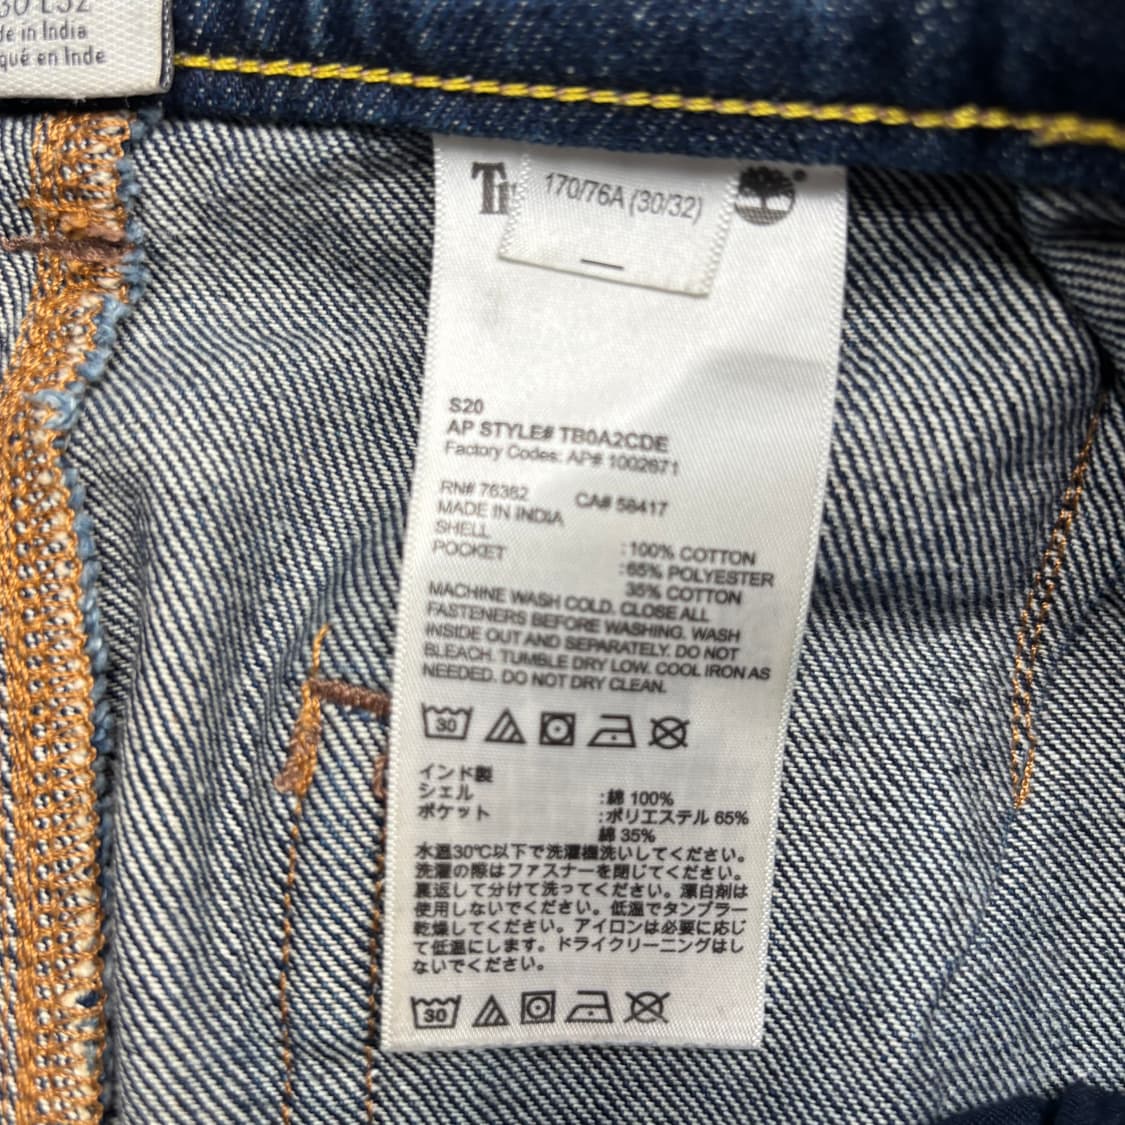 30 L32
de in India
qué en Inde
170/76A (30/32)
S20
AP STYLE# TB0A2CDE
Factory Codes: AP# 1002671
RN# 76382 CA# 58417
MADE IN INDIA
SHELL :100% COTTON
POCKET :65% POLYESTER
35% COTTON
MACHINE WASH COLD. CLOSE ALL
FASTENERS BEFORE WASHING. WASH
INSIDE OUT AND SEPARATELY. DO NOT
BLEACH. TUMBLE DRY LOW. COOL IRON AS
NEEDED. DO NOT DRY CLEAN.
30
インド製
シェル :綿 100%
ポケット :ポリエステル 65%
綿 35%
水温30℃以下で洗濯機洗いしてください。
洗濯の際はファスナーを閉じてください。
裏返して分けて洗ってください。漂白剤は
使用しないでください。低温でタンブラー
乾燥してください。アイロンは必要に応じ
て低温にします。ドライクリーニングはし
ないでください。
30